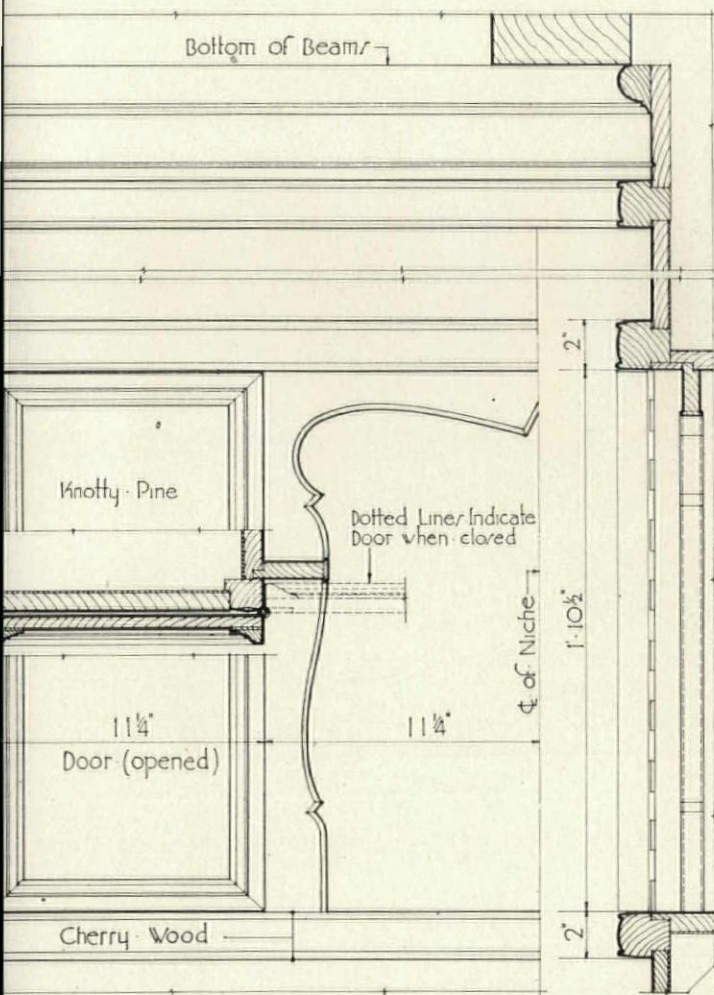 Bottom of Beams
2"
Knotty · Pine
Dotted Lines Indicate
Door when closed
℄ of Niche
1'·10½"
11¼"
11¼"
Door (opened)
Cherry · Wood
2"